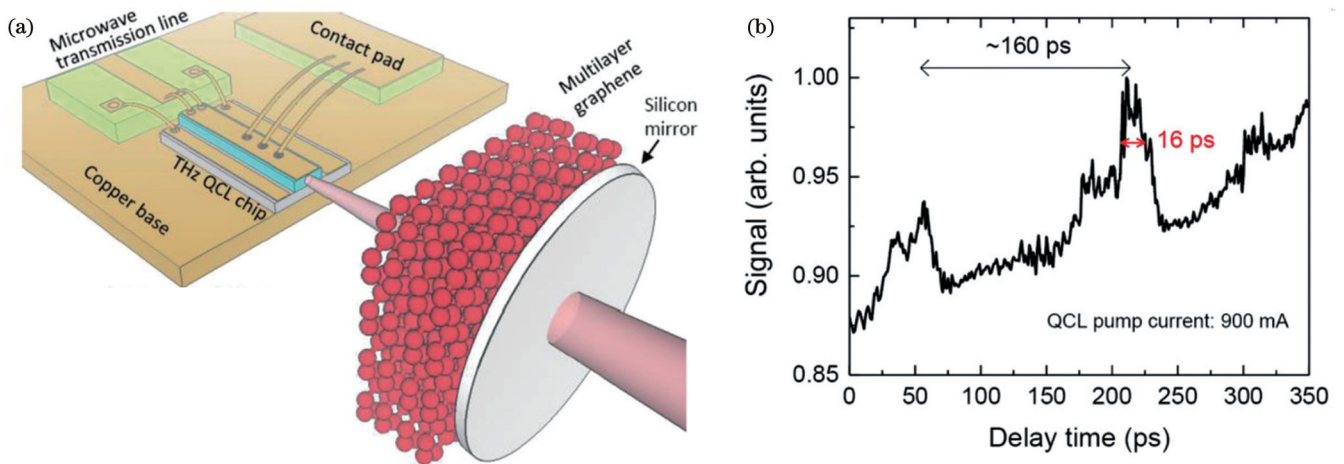 (a)
Microwave
transmission line
Contact pad
Multilayer
graphene
Silicon
mirror
THz QCL chip
Copper base
(b)
~160 ps
16 ps
QCL pump current: 900 mA
Signal (arb. units)
1.00
0.95
0.90
0.85
0 50 100 150 200 250 300 350
Delay time (ps)